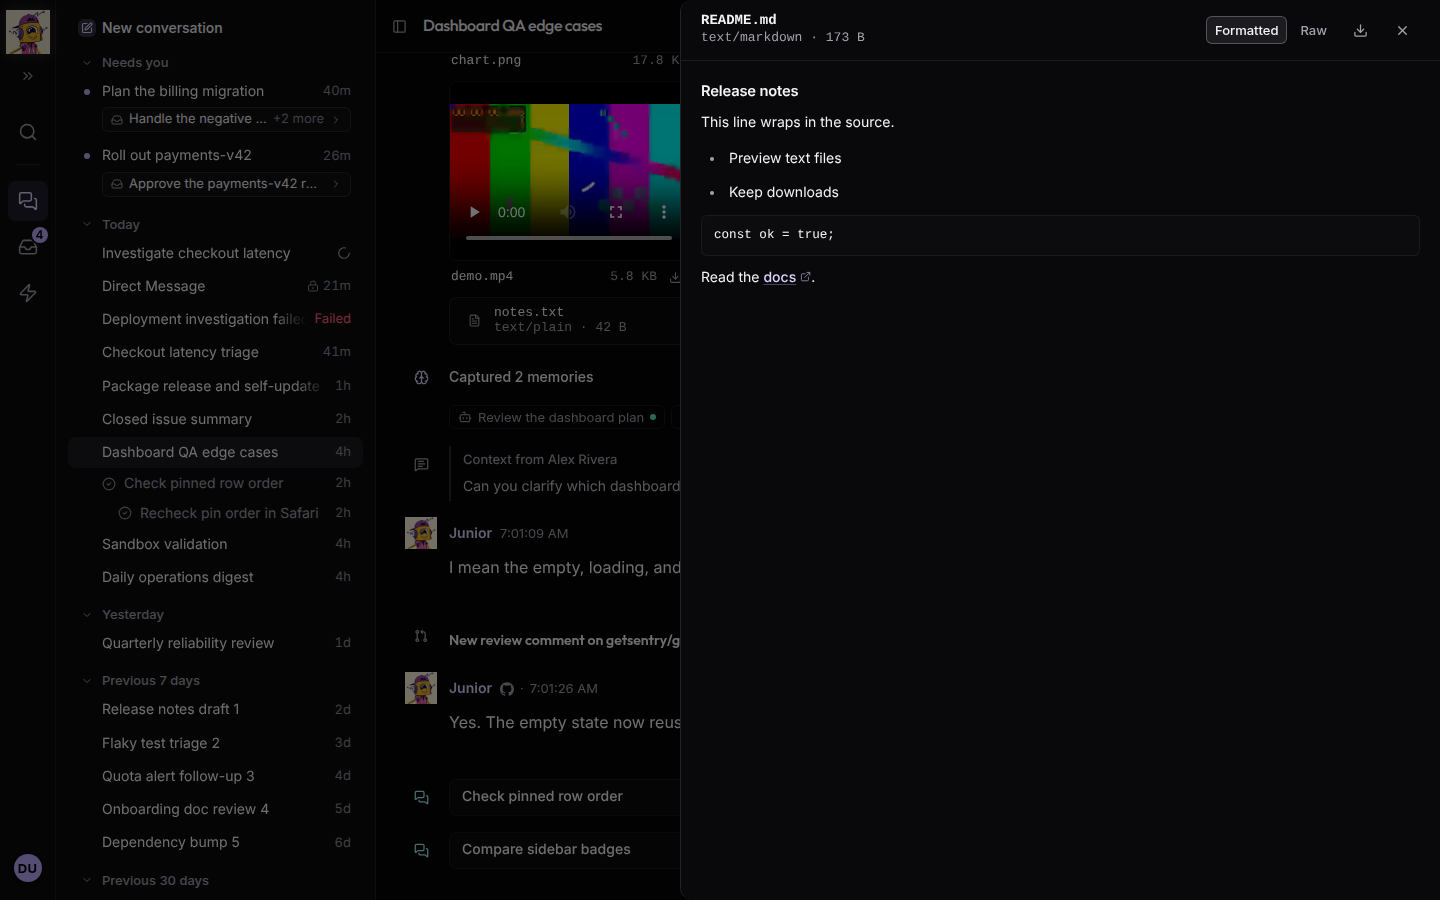 New conversation
Needs you
Plan the billing migration 40m
Handle the negative ... +2 more
Roll out payments-v42 26m
Approve the payments-v42 r...
Today
Investigate checkout latency
Direct Message 21m
Deployment investigation failed Failed
Checkout latency triage 41m
Package release and self-update 1h
Closed issue summary 2h
Dashboard QA edge cases 4h
Check pinned row order 2h
Recheck pin order in Safari 2h
Sandbox validation 4h
Daily operations digest 4h
Yesterday
Quarterly reliability review 1d
Previous 7 days
Release notes draft 1 2d
Flaky test triage 2 3d
Quota alert follow-up 3 4d
Onboarding doc review 4 5d
Dependency bump 5 6d
Previous 30 days
4
DU
Dashboard QA edge cases
chart.png 17.8 K
0:00
demo.mp4 5.8 KB
notes.txt
text/plain · 42 B
Captured 2 memories
Review the dashboard plan
Context from Alex Rivera
Can you clarify which dashboard
Junior 7:01:09 AM
I mean the empty, loading, and
New review comment on getsentry/g
Junior · 7:01:26 AM
Yes. The empty state now reus
Check pinned row order
Compare sidebar badges
README.md
text/markdown · 173 B
Formatted Raw
Release notes
This line wraps in the source.
• Preview text files
• Keep downloads
const ok = true;
Read the docs.